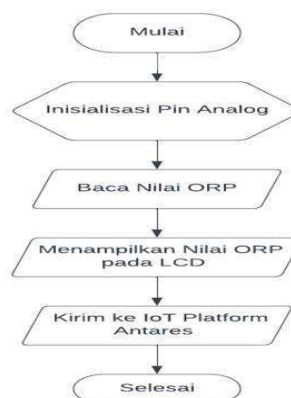 Mulai
Inisialisasi Pin Analog
Baca Nilai ORP
Menampilkan Nilai ORP
pada LCD
Kirim ke IoT Platform
Antares
Selesai